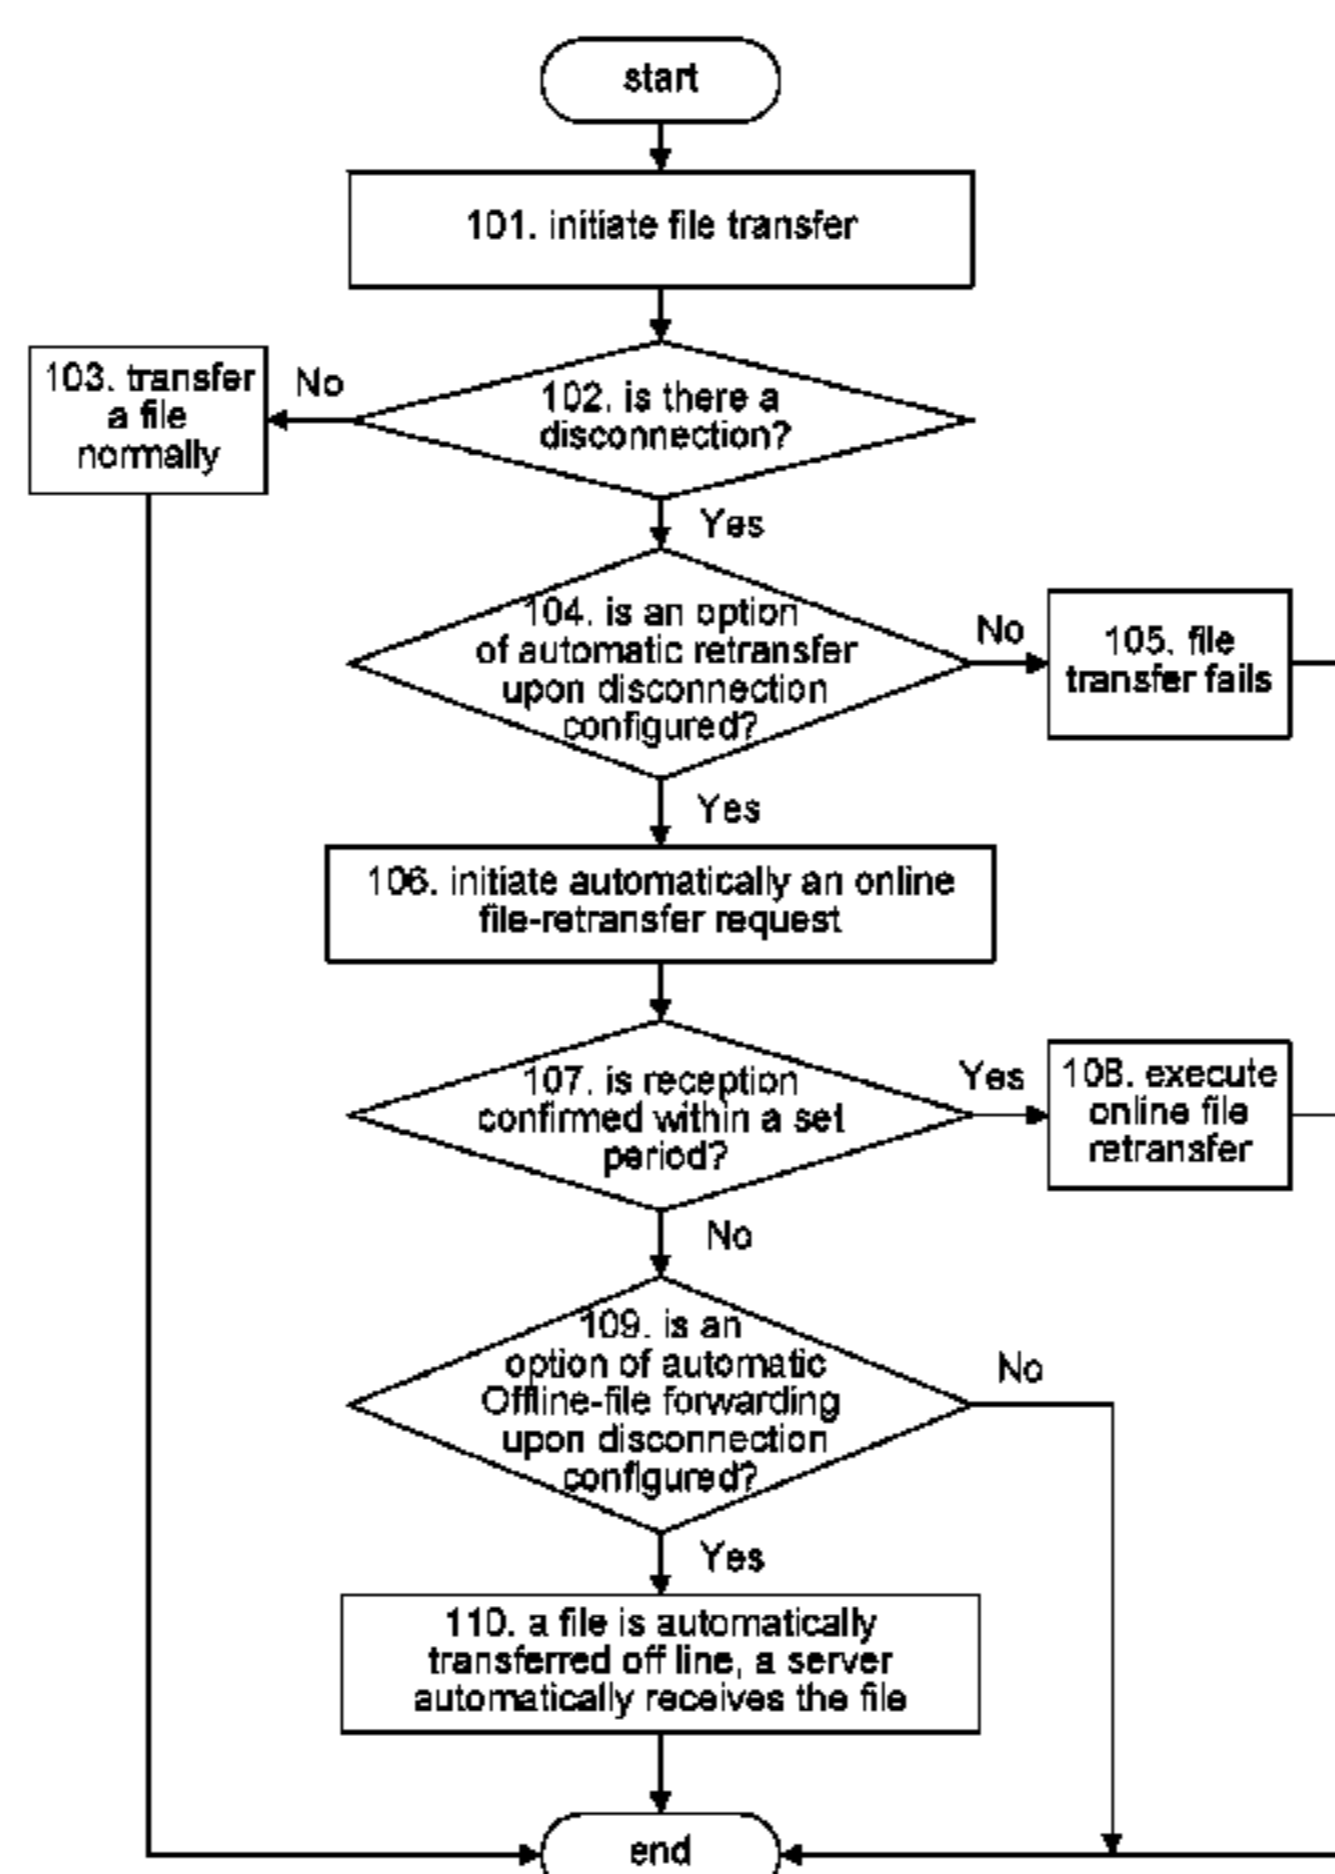 start
101. initiate file transfer
103. transfer
a file
normally
No
102. is there a
disconnection?
Yes
104. is an option
of automatic retransfer
upon disconnection
configured?
No
105. file
transfer fails
Yes
106. initiate automatically an online
file-retransfer request
107. is reception
confirmed within a set
period?
Yes
108. execute
online file
retransfer
No
109. is an
option of automatic
Offline-file forwarding
upon disconnection
configured?
No
Yes
110. a file is automatically
transferred off line, a server
automatically receives the file
end